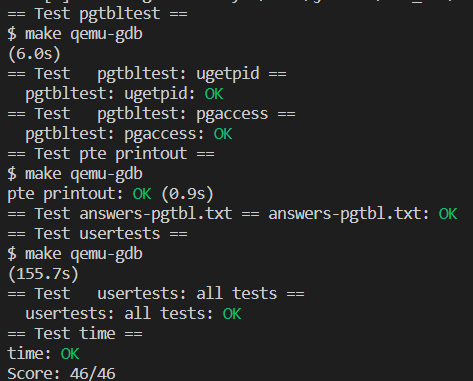 == Test pgtbltest ==
$ make qemu-gdb
(6.0s)
== Test   pgtbltest: ugetpid ==
  pgtbltest: ugetpid: OK
== Test   pgtbltest: pgaccess ==
  pgtbltest: pgaccess: OK
== Test pte printout ==
$ make qemu-gdb
pte printout: OK (0.9s)
== Test answers-pgtbl.txt == answers-pgtbl.txt: OK
== Test usertests ==
$ make qemu-gdb
(155.7s)
== Test   usertests: all tests ==
  usertests: all tests: OK
== Test time ==
time: OK
Score: 46/46